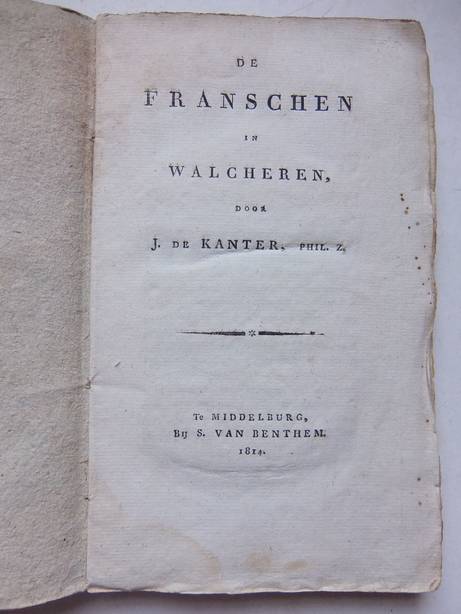 DE
FRANSCHEN
IN
WALCHEREN,
DOOR
J. DE KANTER, PHIL. Z.
Te MIDDELBURG,
Bij S. VAN BENTHEM.
1814.